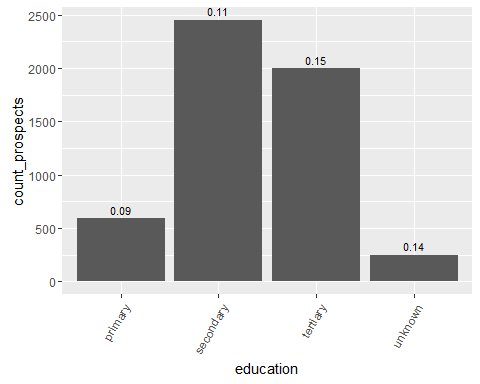 2500
2000
1500
1000
500
0
count_prospects
0.09
0.11
0.15
0.14
primary
secondary
tertiary
unknown
education